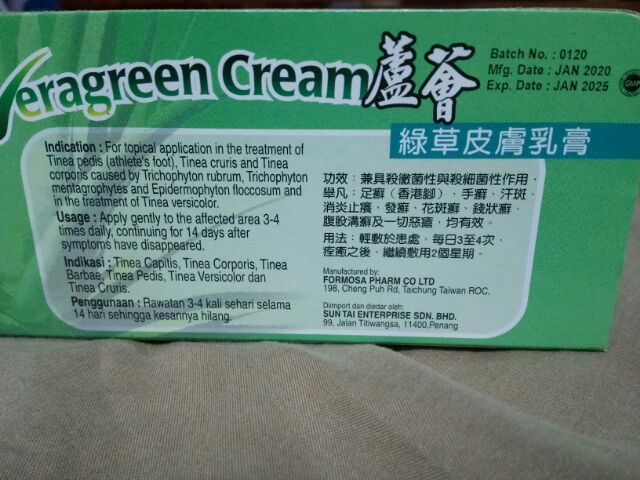 Veragreen Cream蘆薈
Batch No. : 0120
Mfg. Date : JAN 2020
Exp. Date : JAN 2025
GMP
綠草皮膚乳膏
Indication : For topical application in the treatment of
Tinea pedis (athlete's foot), Tinea cruris and Tinea
corporis caused by Trichophyton rubrum, Trichophyton
mentagrophytes and Epidermophyton floccosum and
in the treatment of Tinea versicolor.
Usage : Apply gently to the affected area 3-4
times daily, continuing for 14 days after
symptoms have disappeared.
Indikasi : Tinea Capitis, Tinea Corporis, Tinea
Barbae, Tinea Pedis, Tinea Versicolor dan
Tinea Cruris.
Penggunaan : Rawatan 3-4 kali sehari selama
14 hari sehingga kesannya hilang.
功效：兼具殺黴菌性與殺細菌性作用，
舉凡：足癬（香港腳）、手癬，汗斑
消炎止癢、發癬、花斑癬、錢狀癬，
腹股溝癬及一切惡瘡，均有效。
用法：輕敷於患處，每日3至4次，
痊癒之後，繼續敷用2個星期。
Manufactured by:
FORMOSA PHARM CO LTD
198, Cheng Puh Rd, Taichung Taiwan ROC.
Diimport dan diedar oleh:
SUN TAI ENTERPRISE SDN. BHD.
99, Jalan Titiwangsa, 11400,Penang